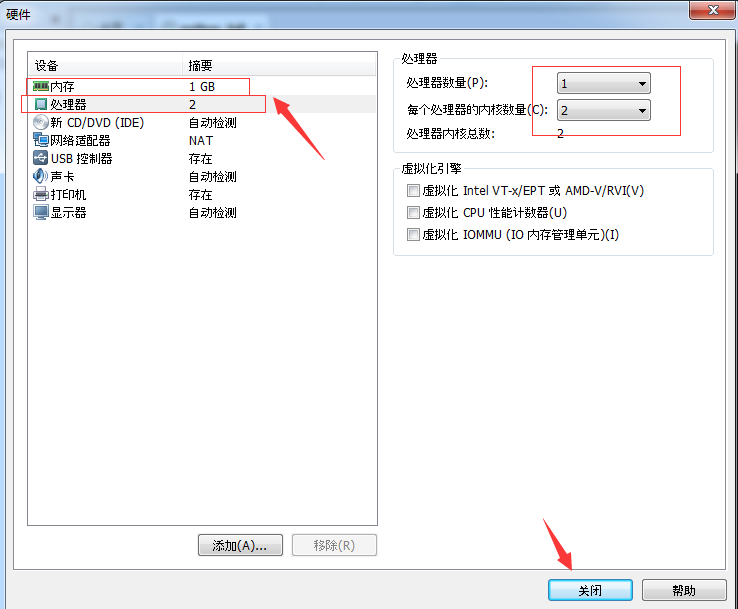 硬件
设备 摘要
内存 1 GB
处理器 2
新 CD/DVD (IDE) 自动检测
网络适配器 NAT
USB 控制器 存在
声卡 自动检测
打印机 存在
显示器 自动检测
添加(A)... 移除(R)
处理器
处理器数量(P): 1
每个处理器的内核数量(C): 2
处理器内核总数: 2
虚拟化引擎
虚拟化 Intel VT-x/EPT 或 AMD-V/RVI(V)
虚拟化 CPU 性能计数器(U)
虚拟化 IOMMU (IO 内存管理单元)(I)
关闭 帮助